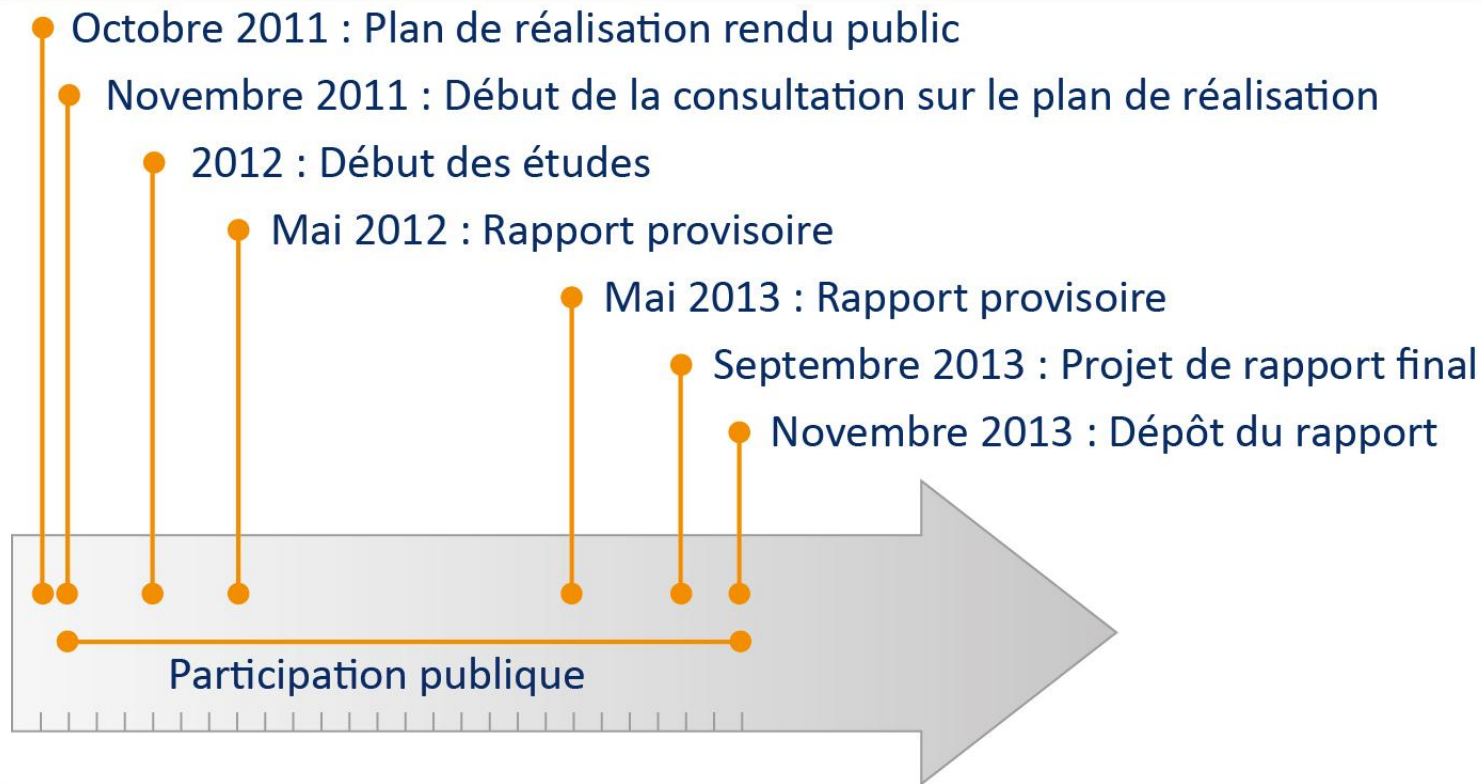 Octobre 2011 : Plan de réalisation rendu public
Novembre 2011 : Début de la consultation sur le plan de réalisation
2012 : Début des études
Mai 2012 : Rapport provisoire
Mai 2013 : Rapport provisoire
Septembre 2013 : Projet de rapport final
Novembre 2013 : Dépôt du rapport
Participation publique